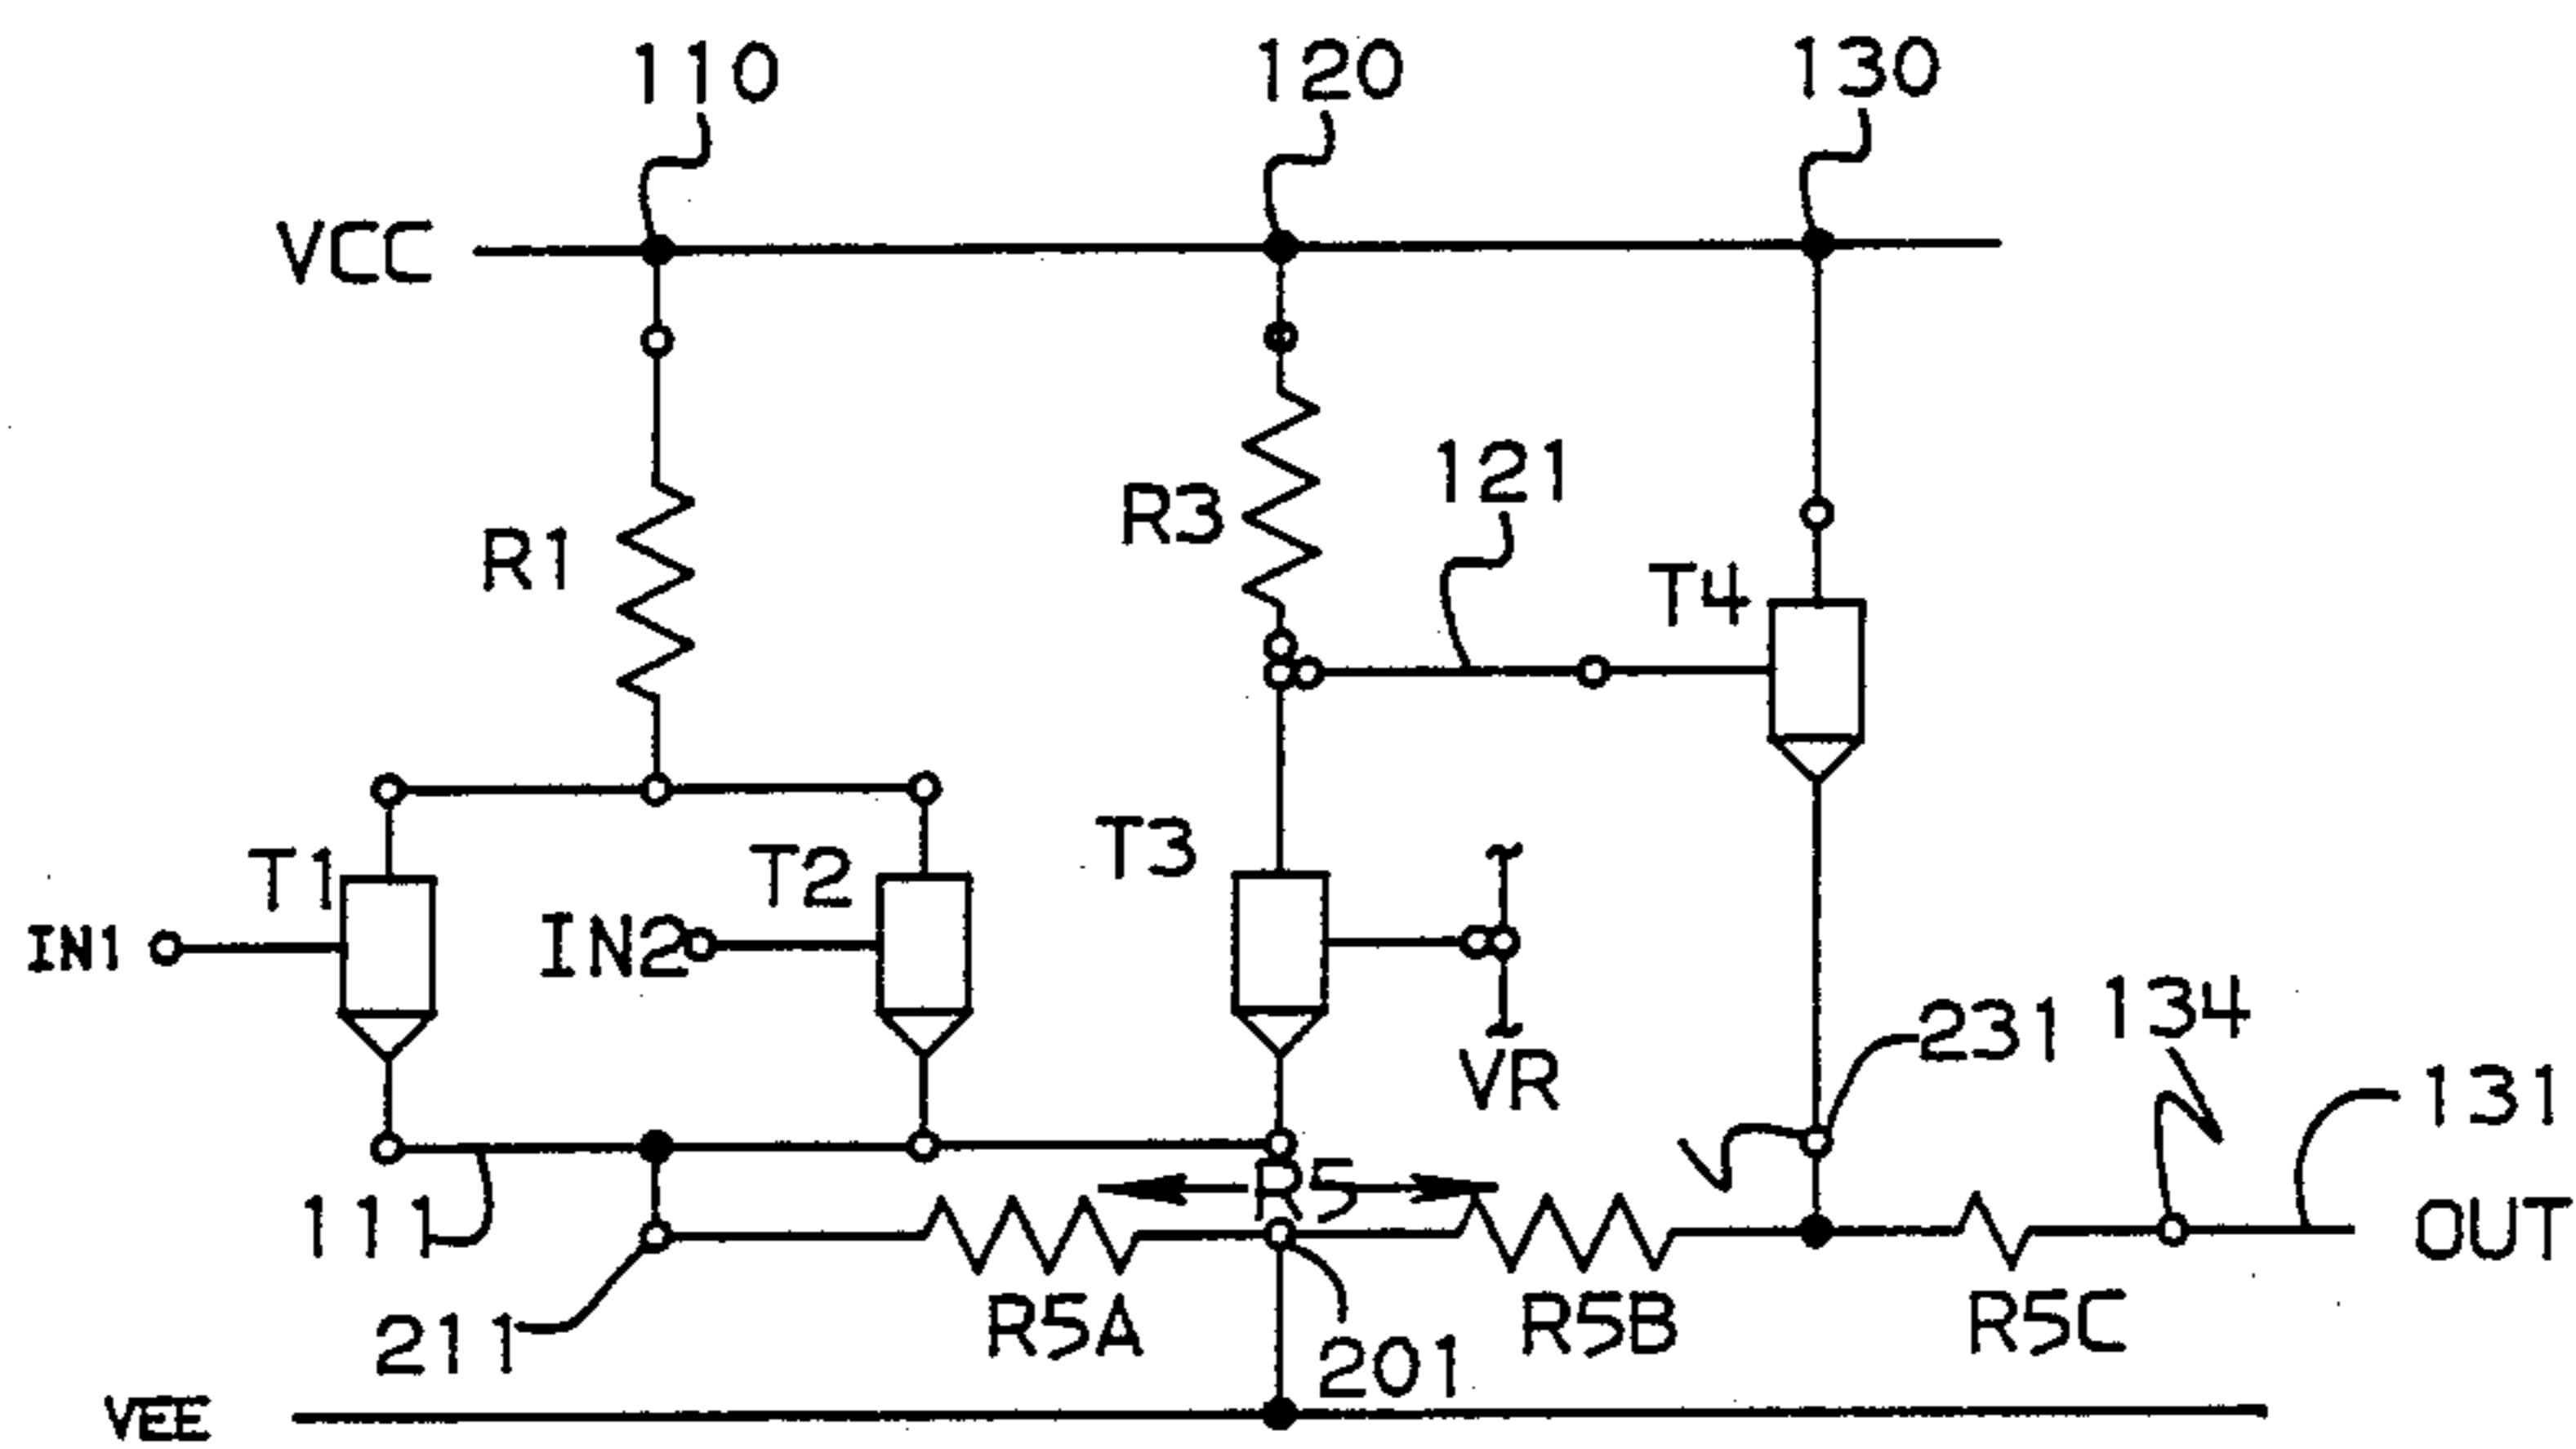 110
120
130
VCC
121
R3
R1
T4
T3
T1
T2
IN1
IN2
231
134
VR
131
R5
111
OUT
R5A
R5B
R5C
211
201
VEE